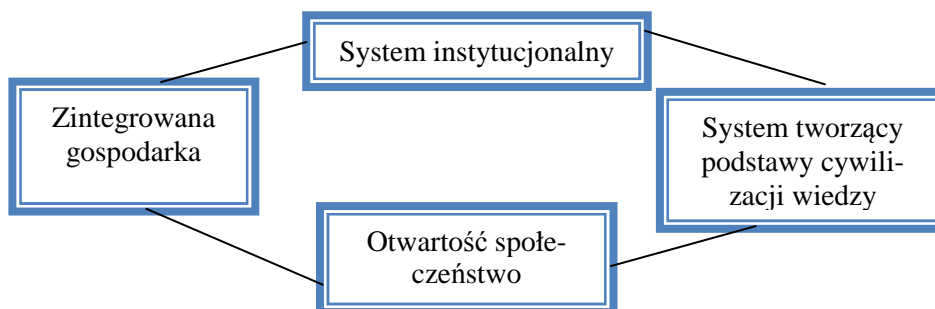 System instytucjonalny
Zintegrowana
gospodarka
System tworzący
podstawy cywili-
zacji wiedzy
Otwartość społe-
czeństwo